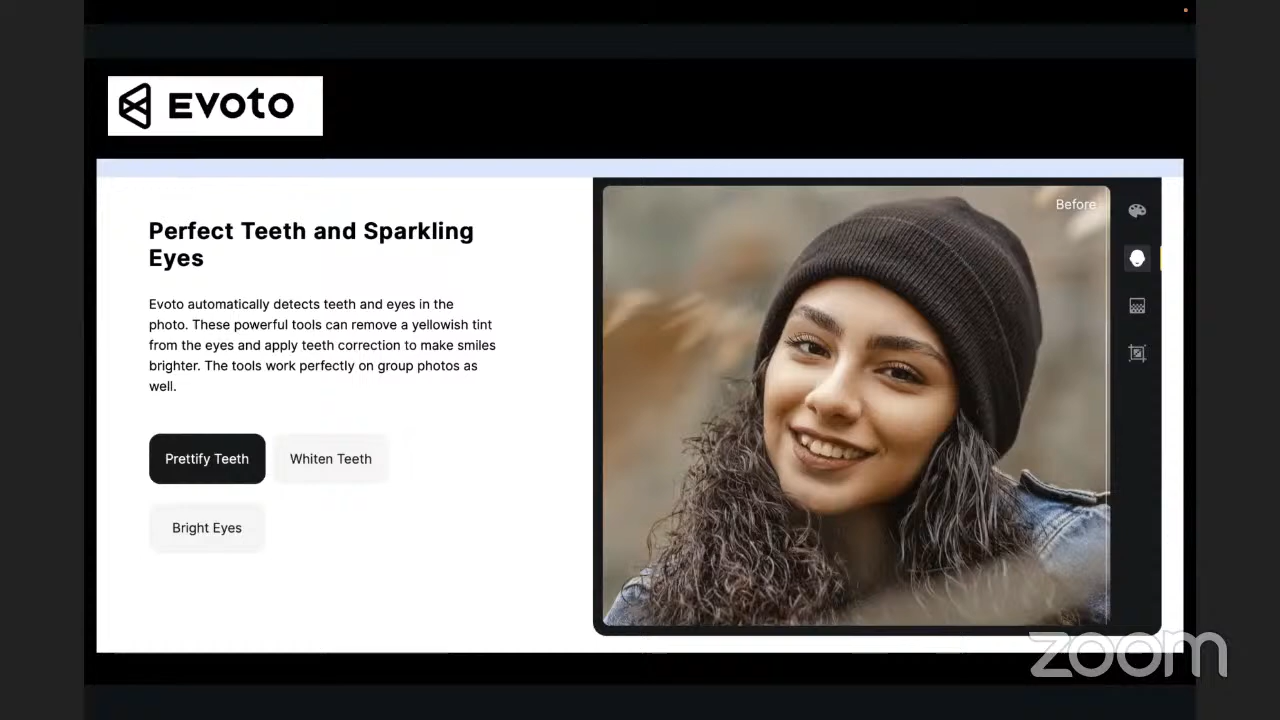 EVOTO
Before
Perfect Teeth and Sparkling
Eyes
Evoto automatically detects teeth and eyes in the
photo. These powerful tools can remove a yellowish tint
from the eyes and apply teeth correction to make smiles
brighter. The tools work perfectly on group photos as
well.
Prettify Teeth
Whiten Teeth
Bright Eyes
zoom